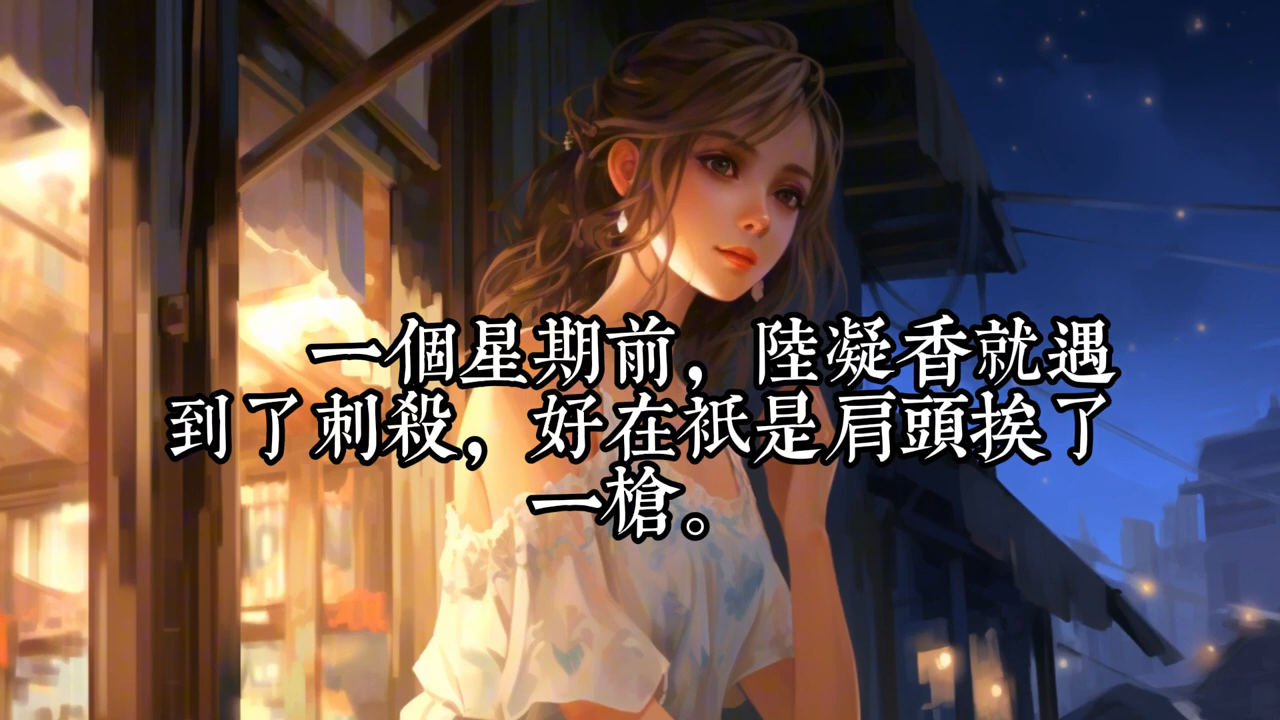 一個星期前，陸凝香就遇
到了刺殺，好在衹是肩頭挨了
一槍。